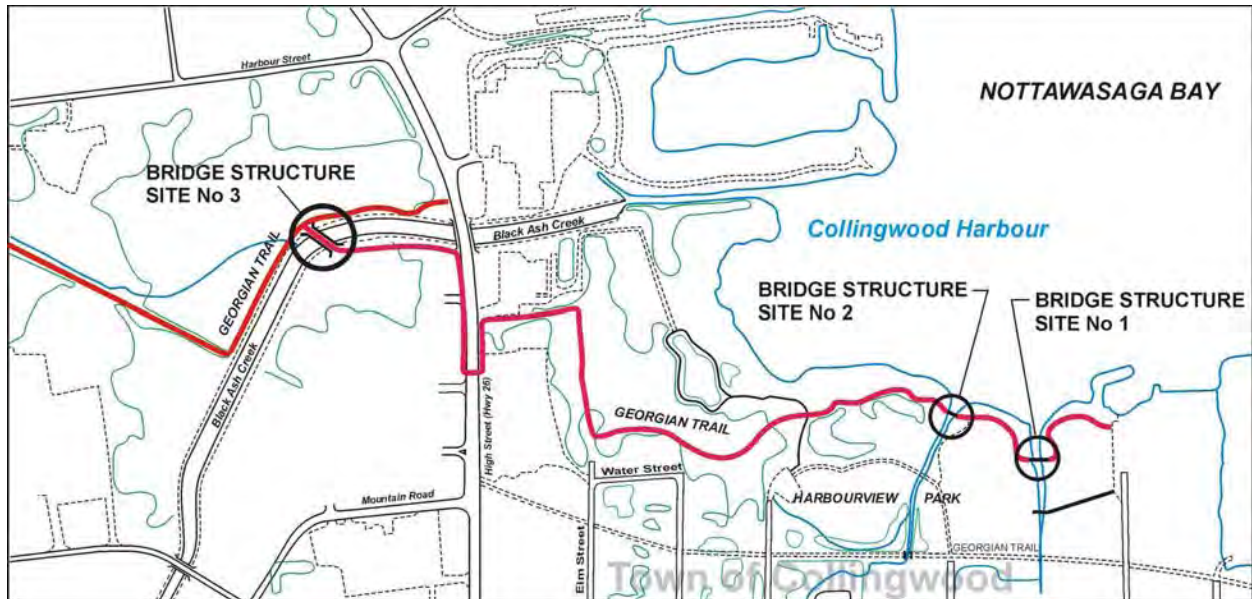 Harbour Street
NOTTAWASAGA BAY
BRIDGE STRUCTURE
SITE No 3
GEORGIAN TRAIL
Black Ash Creek
Black Ash Creek
Collingwood Harbour
BRIDGE STRUCTURE
SITE No 2
BRIDGE STRUCTURE
SITE No 1
High Street (Hwy 26)
GEORGIAN TRAIL
Water Street
Mountain Road
HARBOURVIEW PARK
Elm Street
GEORGIAN TRAIL
Town of Collingwood